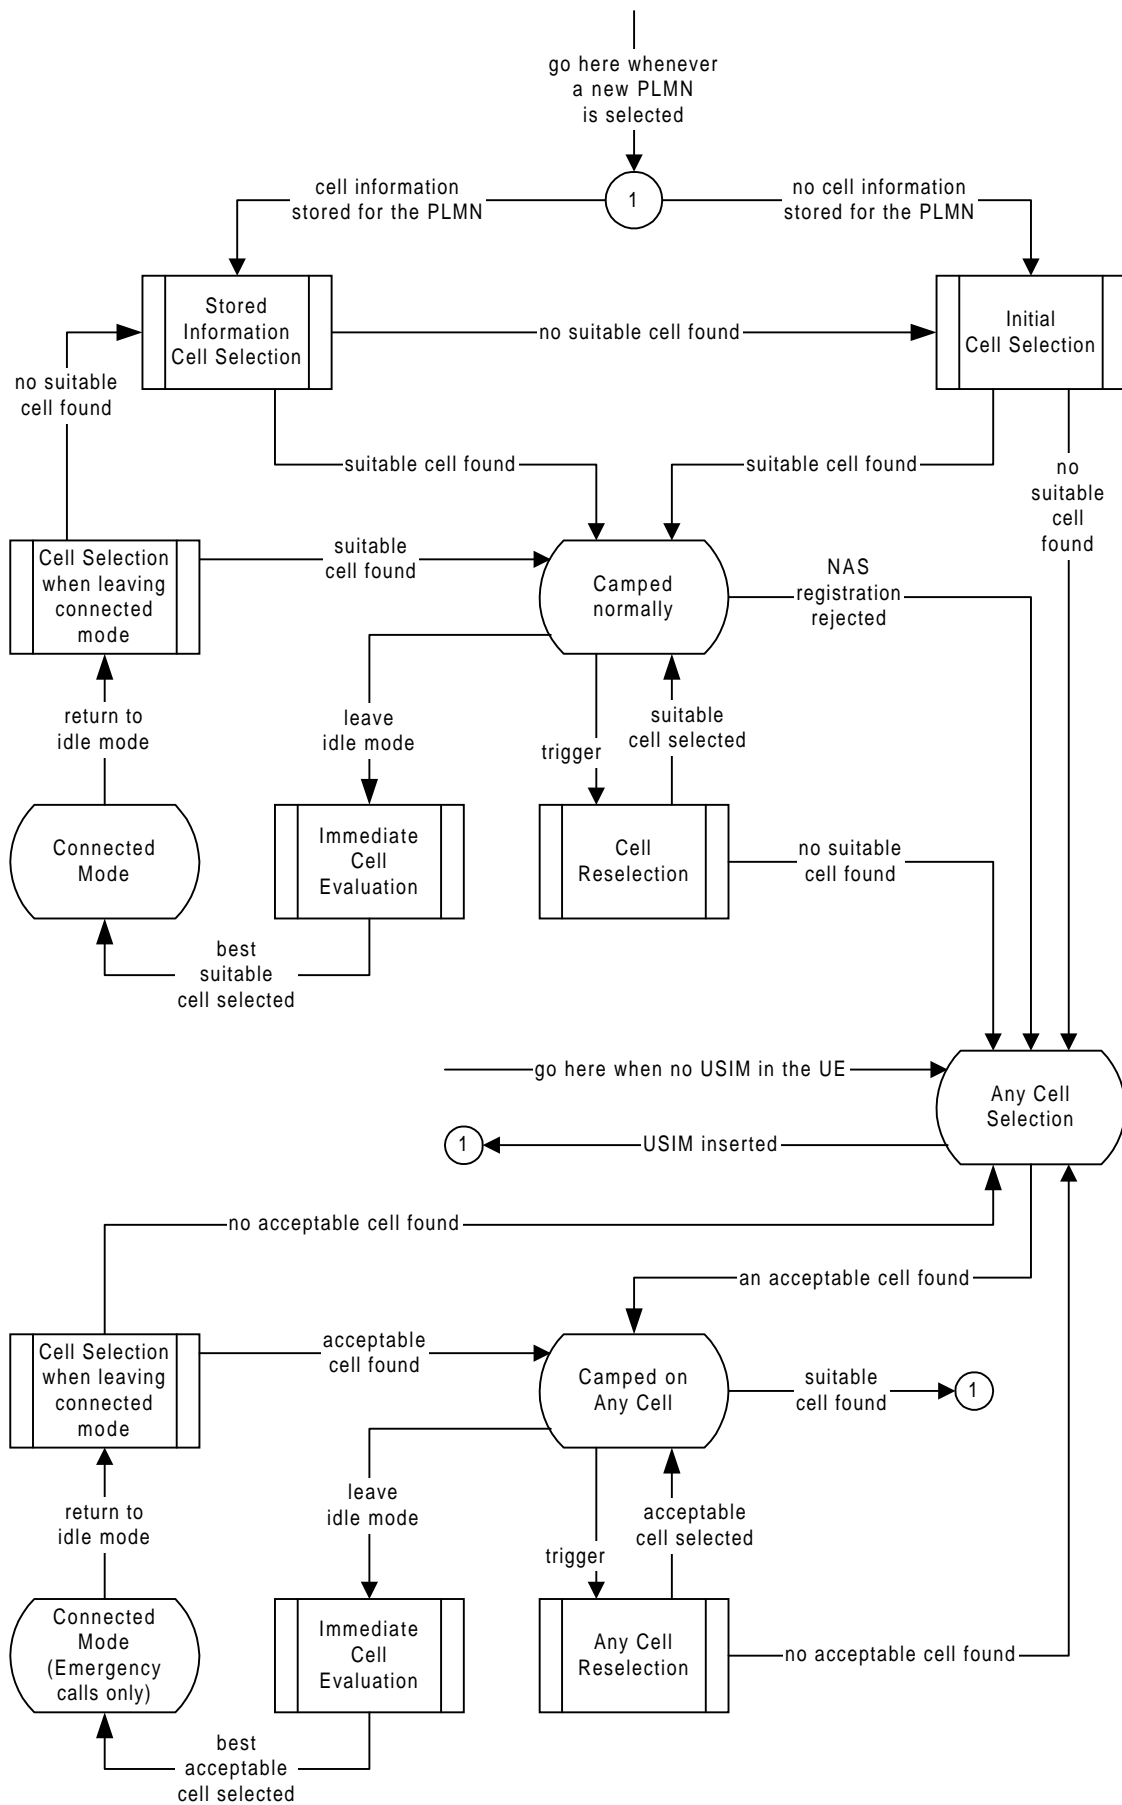 go here whenever
a new PLMN
is selected
cell information
stored for the PLMN
1
no cell information
stored for the PLMN
Stored
Information
Cell Selection
no suitable cell found
Initial
Cell Selection
no suitable
cell found
suitable cell found
suitable cell found
no
suitable
cell
found
Cell Selection
when leaving
connected
mode
suitable
cell found
Camped
normally
NAS
registration
rejected
return to
idle mode
leave
idle mode
trigger
suitable
cell selected
Connected
Mode
Immediate
Cell
Evaluation
Cell
Reselection
no suitable
cell found
best
suitable
cell selected
go here when no USIM in the UE
Any Cell
Selection
1
USIM inserted
no acceptable cell found
an acceptable cell found
Cell Selection
when leaving
connected
mode
acceptable
cell found
Camped on
Any Cell
suitable
cell found
1
return to
idle mode
leave
idle mode
trigger
acceptable
cell selected
Connected
Mode
(Emergency
calls only)
Immediate
Cell
Evaluation
Any Cell
Reselection
no acceptable cell found
best
acceptable
cell selected